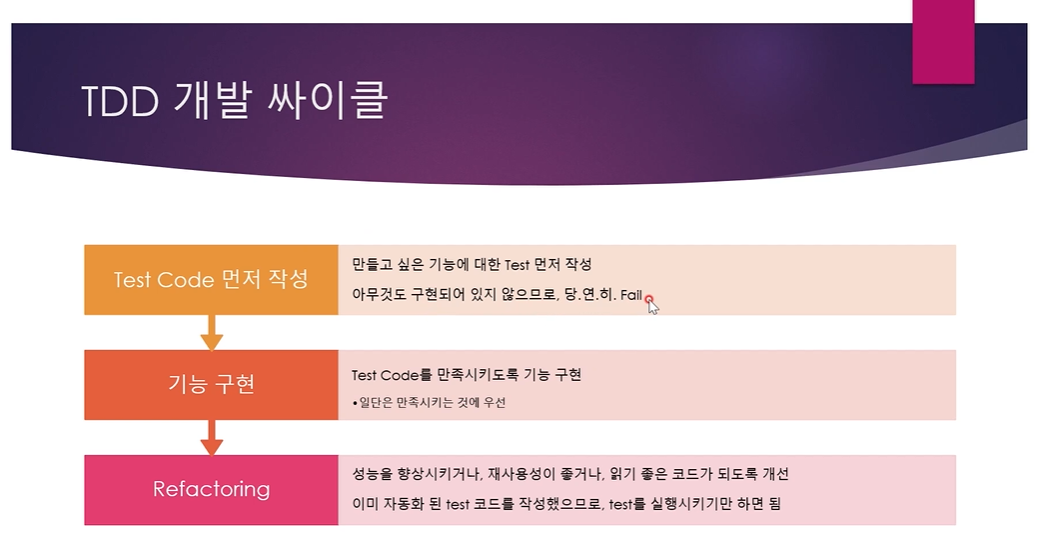 TDD 개발 싸이클
Test Code 먼저 작성
만들고 싶은 기능에 대한 Test 먼저 작성
아무것도 구현되어 있지 않으므로, 당.연.히. Fail
기능 구현
Test Code를 만족시키도록 기능 구현
•일단은 만족시키는 것에 우선
Refactoring
성능을 향상시키거나, 재사용성이 좋거나, 읽기 좋은 코드가 되도록 개선
이미 자동화 된 test 코드를 작성했으므로, test를 실행시키기만 하면 됨